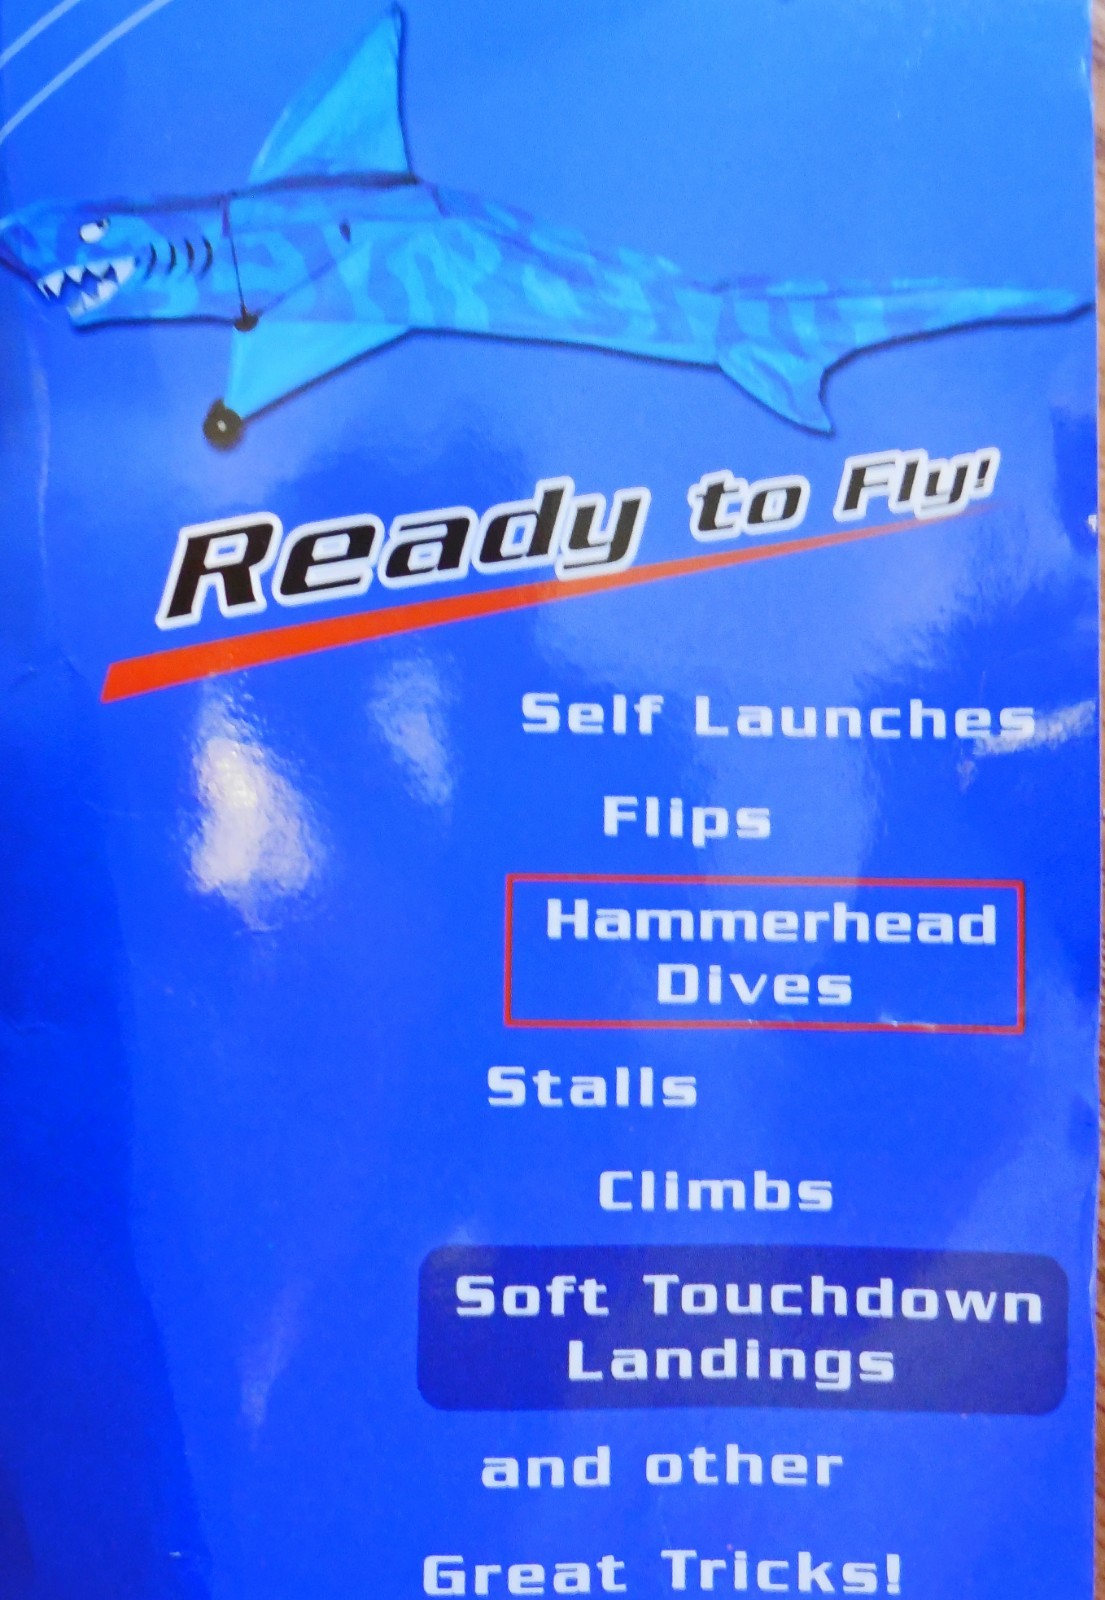 Ready to Fly!
Self Launches
Flips
Hammerhead
Dives
Stalls
Climbs
Soft Touchdown
Landings
and other
Great Tricks!